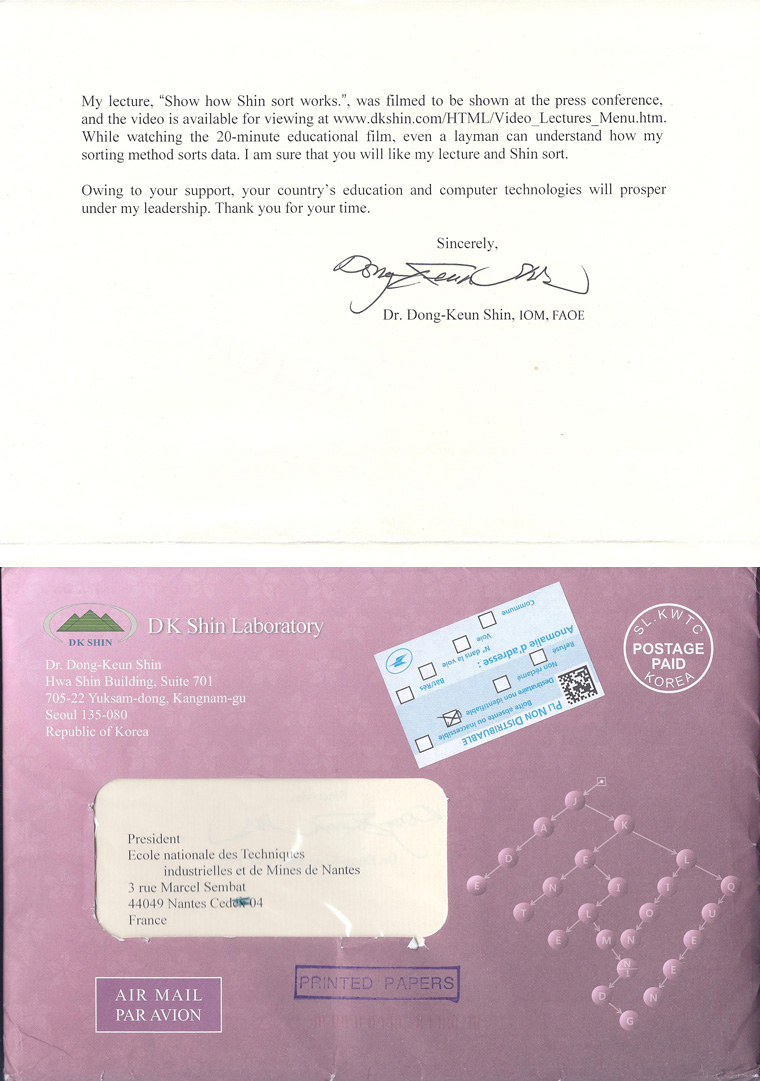 My lecture, “Show how Shin sort works.”, was filmed to be shown at the press conference,
and the video is available for viewing at www.dkshin.com/HTML/Video_Lectures_Menu.htm.
While watching the 20-minute educational film, even a layman can understand how my
sorting method sorts data. I am sure that you will like my lecture and Shin sort.
Owing to your support, your country’s education and computer technologies will prosper
under my leadership. Thank you for your time.
Sincerely,
Dong-Keun Shin
Dr. Dong-Keun Shin, IOM, FAOE
DK SHIN
DK Shin Laboratory
Dr. Dong-Keun Shin
Hwa Shin Building, Suite 701
705-22 Yuksam-dong, Kangnam-gu
Seoul 135-080
Republic of Korea
PLI NON DISTRIBUABLE
Boîte absente ou inaccessible
Destinataire non identifiable
Non réclamé
Refusé
Anomalie d'adresse :
N° dans la voie
Bât/Rés
Voie
Commune
SL.KWTC
POSTAGE
PAID
KOREA
President
Ecole nationale des Techniques
industrielles et de Mines de Nantes
3 rue Marcel Sembat
44049 Nantes Cedex 04
France
J
A K
D E L
E N I I Q
T L O U
E M N E
E
D N
G
PRINTED PAPERS
AIR MAIL
PAR AVION